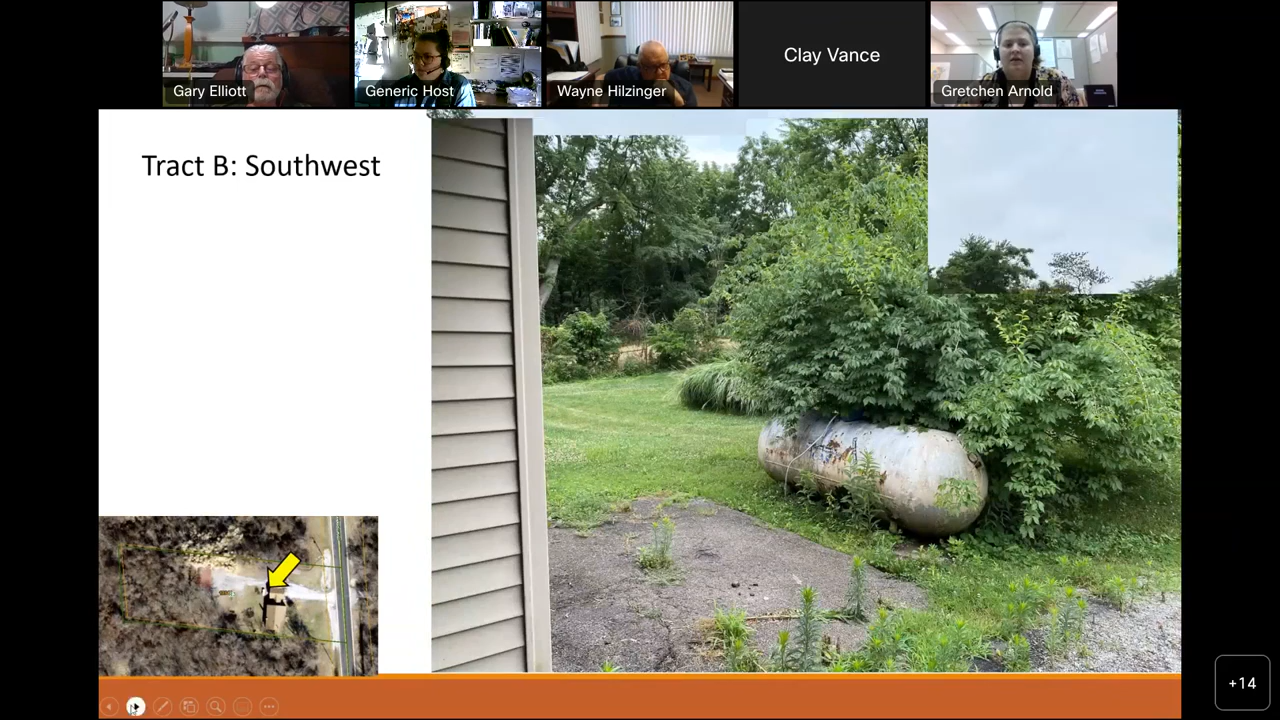 Gary Elliott
Generic Host
Wayne Hilzinger
Clay Vance
Gretchen Arnold
Tract B: Southwest
+14